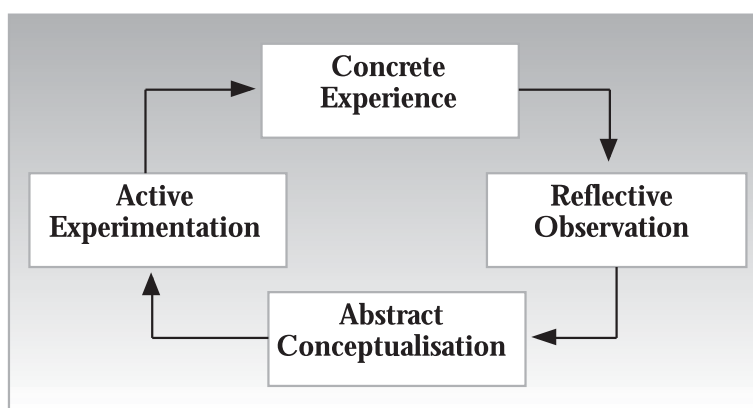 Concrete
Experience
Active
Experimentation
Reflective
Observation
Abstract
Conceptualisation